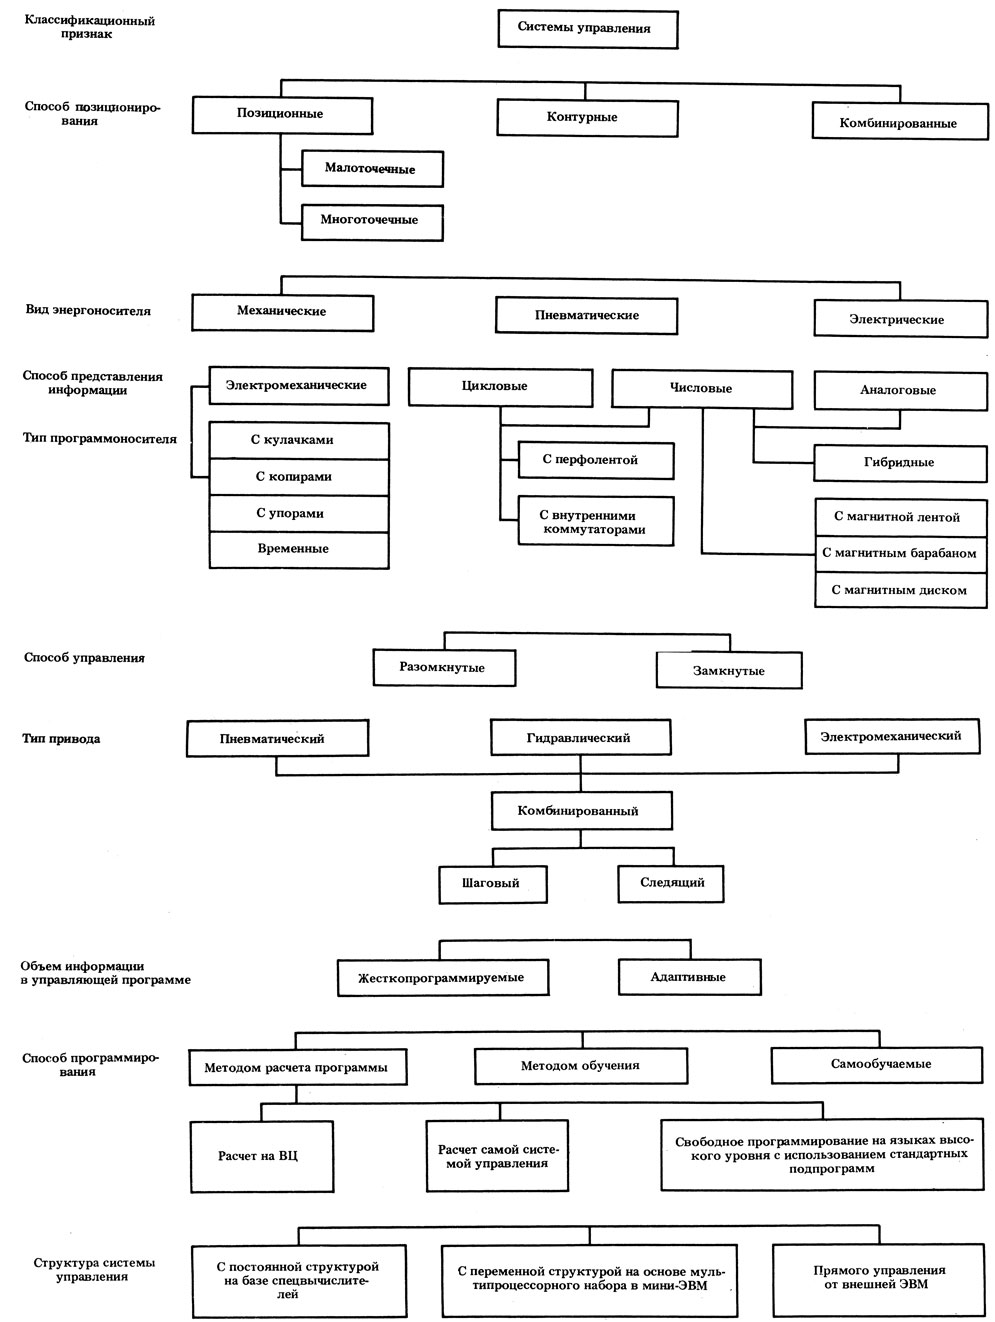 Классификационный
признак
Системы управления
Способ позициониро-
вания
Позиционные
Контурные
Комбинированные
Малоточечные
Многоточечные
Вид энергоносителя
Механические
Пневматические
Электрические
Способ представления
информации
Электромеханические
Цикловые
Числовые
Аналоговые
Тип программоносителя
С кулачками
С копирами
С упорами
Временные
С перфолентой
С внутренними
коммутаторами
Гибридные
С магнитной лентой
С магнитным барабаном
С магнитным диском
Способ управления
Разомкнутые
Замкнутые
Тип привода
Пневматический
Гидравлический
Электромеханический
Комбинированный
Шаговый
Следящий
Объем информации
в управляющей программе
Жесткопрограммируемые
Адаптивные
Способ программиро-
вания
Методом расчета программы
Методом обучения
Самообучаемые
Расчет на ВЦ
Расчет самой систе-
мой управления
Свободное программирование на языках высо-
кого уровня с использованием стандартных
подпрограмм
Структура системы
управления
С постоянной структурой
на базе спецвычислите-
лей
С переменной структурой на основе муль-
типроцессорного набора в мини-ЭВМ
Прямого управления
от внешней ЭВМ